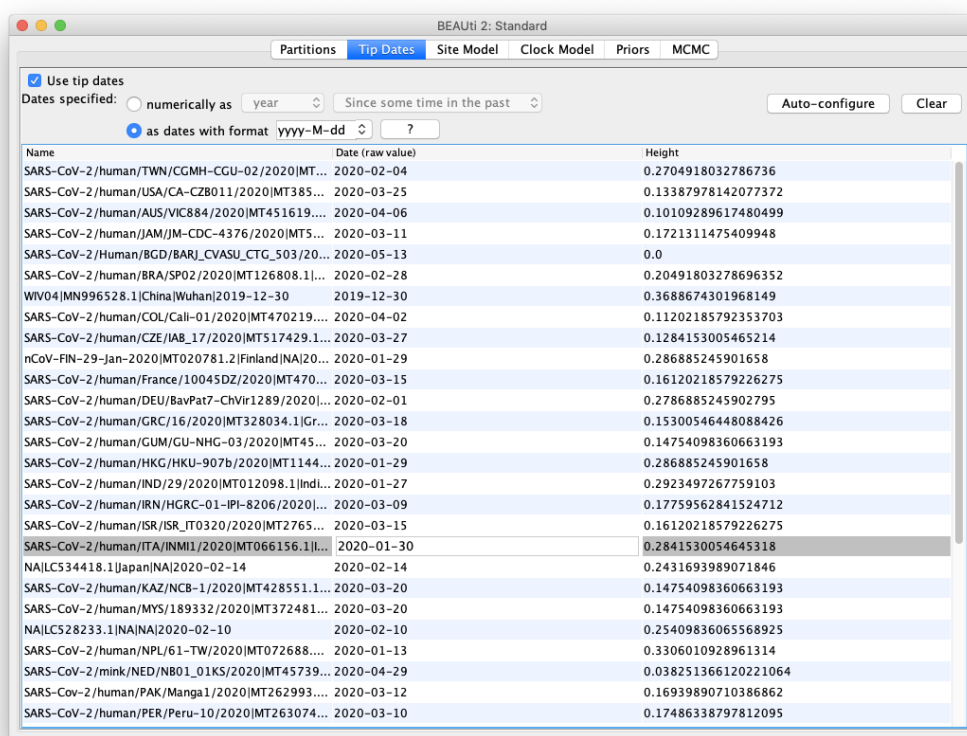 BEAUti 2: Standard
Partitions Tip Dates Site Model Clock Model Priors MCMC
Use tip dates
Dates specified: numerically as year Since some time in the past Auto-configure Clear
as dates with format yyyy-M-dd ?
Name Date (raw value) Height
SARS-CoV-2/human/TWN/CGMH-CGU-02/2020|MT... 2020-02-04 0.2704918032786736
SARS-CoV-2/human/USA/CA-CZB011/2020|MT385... 2020-03-25 0.13387978142077372
SARS-CoV-2/human/AUS/VIC884/2020|MT451619.... 2020-04-06 0.10109289617480499
SARS-CoV-2/human/JAM/JM-CDC-4376/2020|MT5... 2020-03-11 0.1721311475409948
SARS-CoV-2/Human/BGD/BARJ_CVASU_CTG_503/20... 2020-05-13 0.0
SARS-CoV-2/human/BRA/SP02/2020|MT126808.1|... 2020-02-28 0.20491803278696352
WIV04|MN996528.1|China|Wuhan|2019-12-30 2019-12-30 0.3688674301968149
SARS-CoV-2/human/COL/Cali-01/2020|MT470219.... 2020-04-02 0.11202185792353703
SARS-CoV-2/human/CZE/IAB_17/2020|MT517429.1... 2020-03-27 0.1284153005465214
nCoV-FIN-29-Jan-2020|MT020781.2|Finland|NA|20... 2020-01-29 0.286885245901658
SARS-CoV-2/human/France/10045DZ/2020|MT470... 2020-03-15 0.16120218579226275
SARS-CoV-2/human/DEU/BavPat7-ChVir1289/2020|... 2020-02-01 0.2786885245902795
SARS-CoV-2/human/GRC/16/2020|MT328034.1|Gr... 2020-03-18 0.15300546448088426
SARS-CoV-2/human/GUM/GU-NHG-03/2020|MT45... 2020-03-20 0.14754098360663193
SARS-CoV-2/human/HKG/HKU-907b/2020|MT1144... 2020-01-29 0.286885245901658
SARS-CoV-2/human/IND/29/2020|MT012098.1|Indi... 2020-01-27 0.2923497267759103
SARS-CoV-2/human/IRN/HGRC-01-IPI-8206/2020|... 2020-03-09 0.17759562841524712
SARS-CoV-2/human/ISR/ISR_IT0320/2020|MT2765... 2020-03-15 0.16120218579226275
SARS-CoV-2/human/ITA/INMI1/2020|MT066156.1|I... 2020-01-30 0.2841530054645318
NA|LC534418.1|Japan|NA|2020-02-14 2020-02-14 0.2431693989071846
SARS-CoV-2/human/KAZ/NCB-1/2020|MT428551.1... 2020-03-20 0.14754098360663193
SARS-CoV-2/human/MYS/189332/2020|MT372481... 2020-03-20 0.14754098360663193
NA|LC528233.1|NA|NA|2020-02-10 2020-02-10 0.25409836065568925
SARS-CoV-2/human/NPL/61-TW/2020|MT072688.... 2020-01-13 0.3306010928961314
SARS-CoV-2/mink/NED/NB01_01KS/2020|MT45739... 2020-04-29 0.038251366120221064
SARS-Cov-2/human/PAK/Manga1/2020|MT262993.... 2020-03-12 0.16939890710386862
SARS-CoV-2/human/PER/Peru-10/2020|MT263074... 2020-03-10 0.17486338797812095